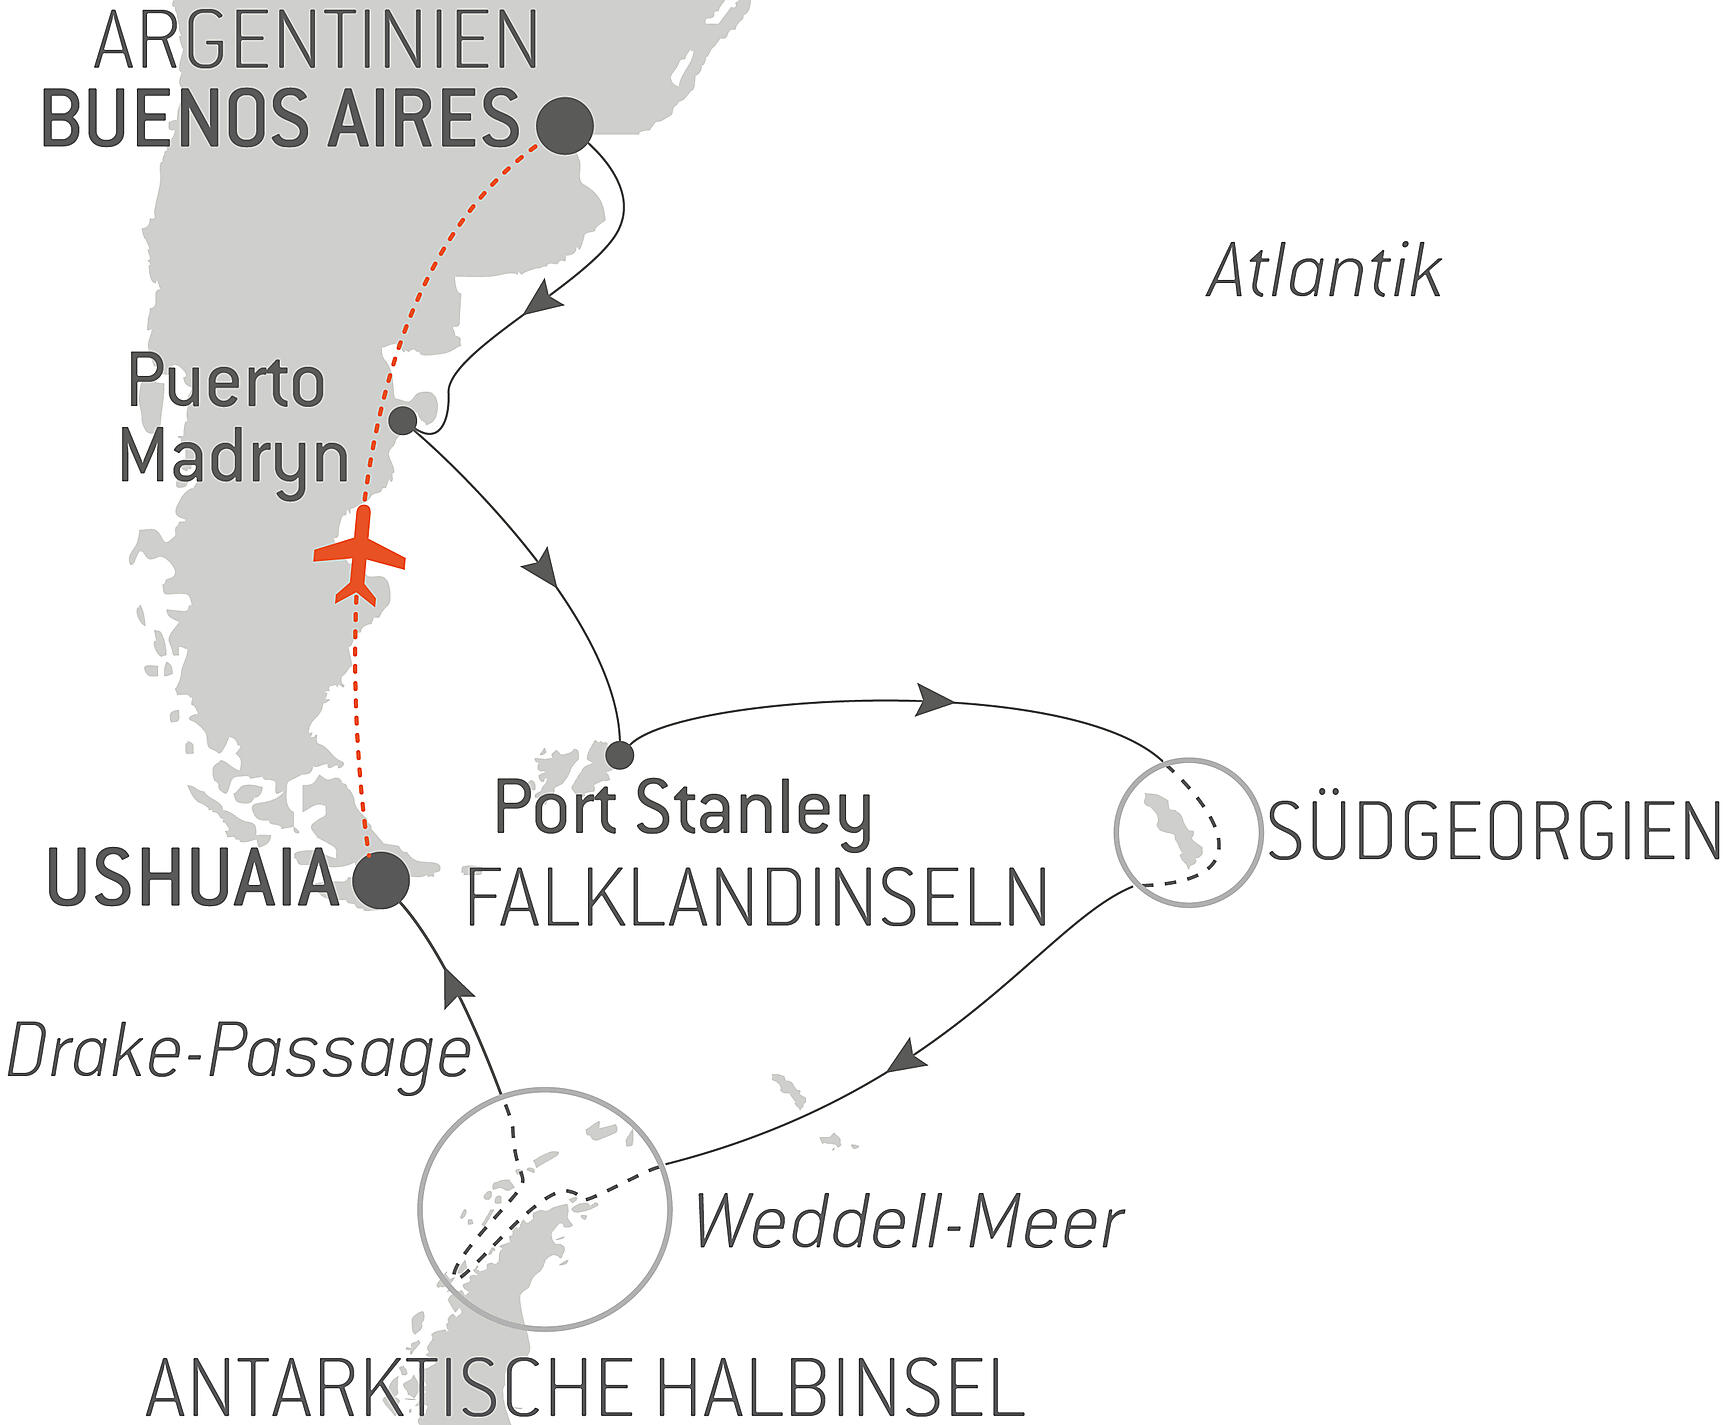 ARGENTINIEN
BUENOS AIRES
Atlantik
Puerto
Madryn
Port Stanley
FALKLANDINSELN
SÜDGEORGIEN
USHUAIA
Drake-Passage
Weddell-Meer
ANTARKTISCHE HALBINSEL